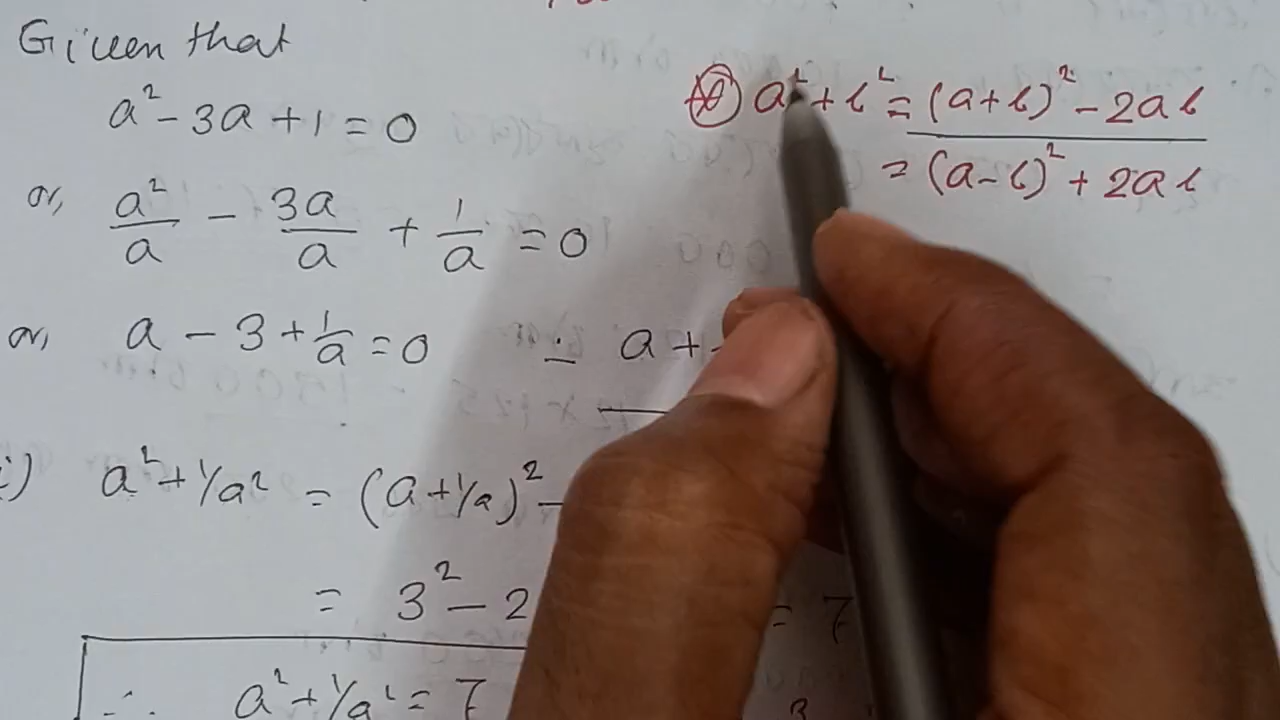 Given that
a² - 3a + 1 = 0
or, a²/a - 3a/a + 1/a = 0
or, a - 3 + 1/a = 0 ∴ a +
i) a² + 1/a² = (a + 1/a)² -
= 3² - 2 = 7
∴ a² + 1/a² = 7
a² + b² = (a + b)² - 2ab
= (a - b)² + 2ab